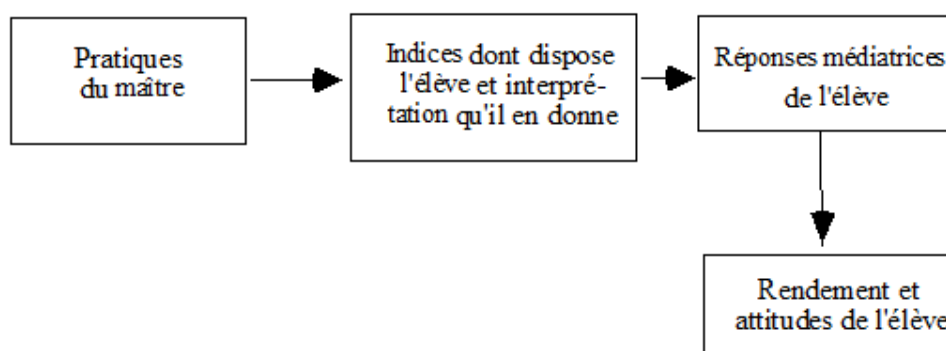 Pratiques
du maître
Indices dont dispose
l'élève et interpré-
tation qu'il en donne
Réponses médiatrices
de l'élève
Rendement et
attitudes de l'élève